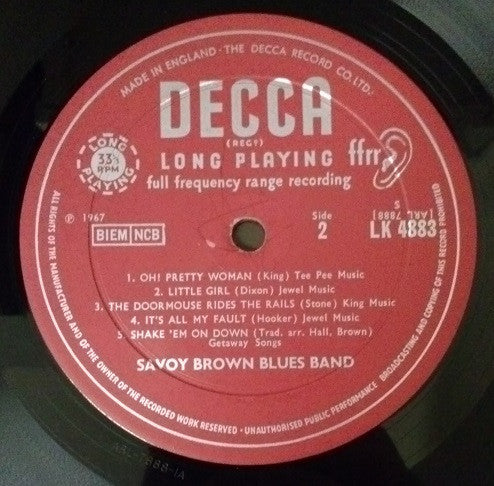 MADE IN ENGLAND · THE DECCA RECORD CO. LTD.
DECCA
(REGD)
LONG PLAYING ffrr
full frequency range recording
LONG PLAYING
33⅓ RPM
℗ 1967
BIEM NCB
Side
2
S
(ARL 7888)
LK 4883
1. OH! PRETTY WOMAN (King) Tee Pee Music
2. LITTLE GIRL (Dixon) Jewel Music
3. THE DOORMOUSE RIDES THE RAILS (Stone) King Music
4. IT'S ALL MY FAULT (Hooker) Jewel Music
5. SHAKE 'EM ON DOWN (Trad. arr. Hall, Brown)
Getaway Songs
SAVOY BROWN BLUES BAND
ALL RIGHTS OF THE MANUFACTURER AND OF THE OWNER OF THE RECORDED WORK RESERVED · UNAUTHORISED PUBLIC PERFORMANCE BROADCASTING AND COPYING OF THIS RECORD PROHIBITED